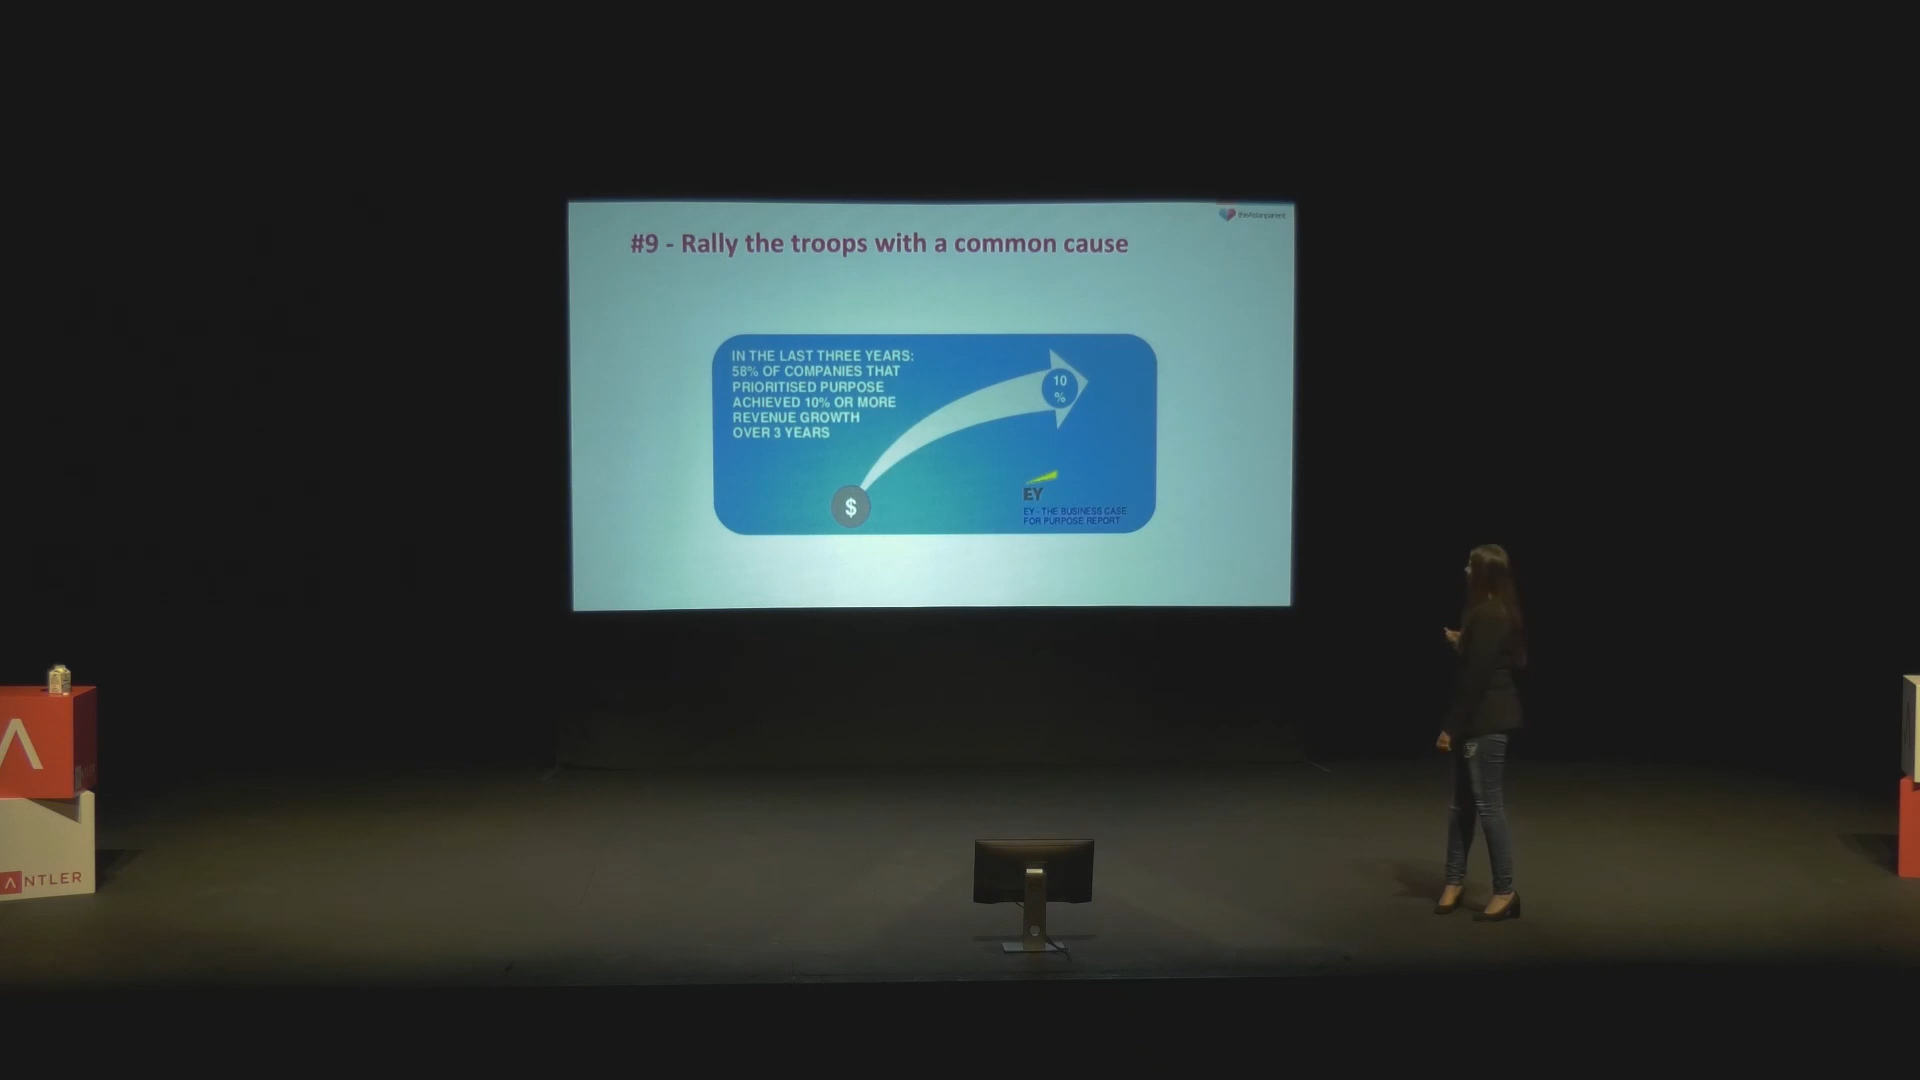 theAsianparent
#9 - Rally the troops with a common cause
IN THE LAST THREE YEARS:
58% OF COMPANIES THAT
PRIORITISED PURPOSE
ACHIEVED 10% OR MORE
REVENUE GROWTH
OVER 3 YEARS
10
%
$
EY
EY - THE BUSINESS CASE
FOR PURPOSE REPORT
ANTLER